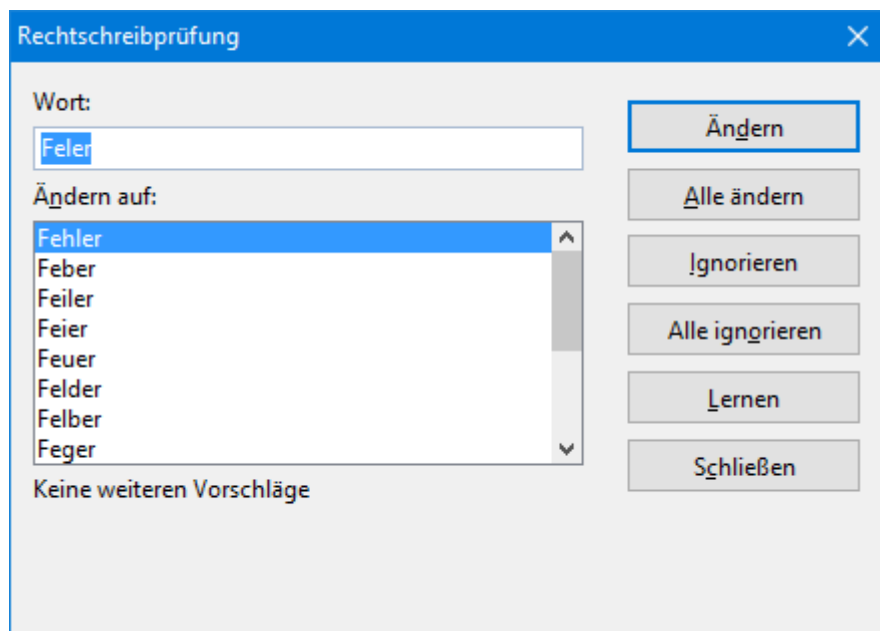 Rechtschreibprüfung
Wort:
Feler
Ändern auf:
Fehler
Feber
Feiler
Feier
Feuer
Felder
Felber
Feger
Keine weiteren Vorschläge
Ändern
Alle ändern
Ignorieren
Alle ignorieren
Lernen
Schließen